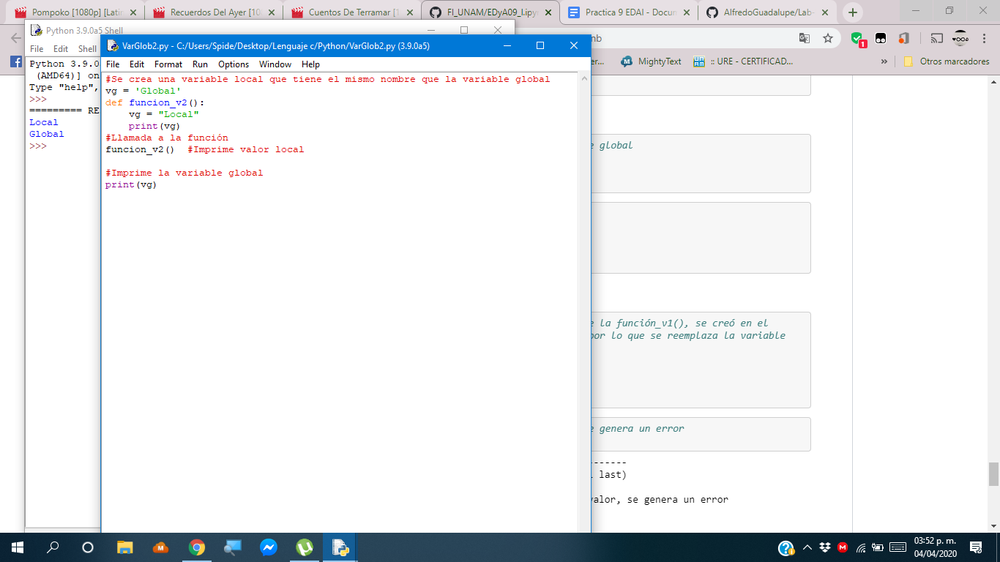 Pompoko [1080p] [Latin
Recuerdos Del Ayer [10
Cuentos De Terramar [1
FI_UNAM/EDyA09_I.ipy
Practica 9 EDAI - Docum
AlfredoGuadalupe/Lab-
Python 3.9.0a5 Shell
File Edit Shell
nb
MightyText
:: URE - CERTIFICAD...
»
Otros marcadores
Python 3.9.0
(AMD64)] on
Type "help",
>>>
========= RE
Local
Global
>>>
VarGlob2.py - C:/Users/Spide/Desktop/Lenguaje c/Python/VarGlob2.py (3.9.0a5)
File Edit Format Run Options Window Help
#Se crea una variable local que tiene el mismo nombre que la variable global
vg = 'Global'
def funcion_v2():
    vg = "Local"
    print(vg)
#Llamada a la función
funcion_v2()  #Imprime valor local
#Imprime la variable global
print(vg)
e global
e la función_v1(), se creó en el
por lo que se reemplaza la variable
e genera un error
-------
last)
valor, se genera un error
03:52 p. m.
04/04/2020